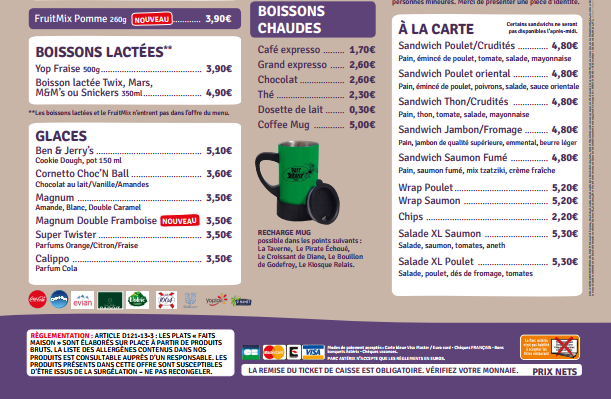 FruitMix Pomme 260g NOUVEAU 3,90€
BOISSONS LACTÉES**
Yop Fraise 500g 3,90€
Boisson lactée Twix, Mars,
M&M's ou Snickers 350ml 4,90€
**Les boissons lactées et le FruitMix n'entrent pas dans l'offre du menu.
GLACES
Ben & Jerry's 5,10€
Cookie Dough, pot 150 ml
Cornetto Choc'N Ball 3,60€
Chocolat au lait/Vanille/Amandes
Magnum 3,50€
Amande, Blanc, Double Caramel
Magnum Double Framboise NOUVEAU 3,50€
Super Twister 3,50€
Parfums Orange/Citron/Fraise
Calippo 3,50€
Parfum Cola
BOISSONS
CHAUDES
Café expresso 1,70€
Grand expresso 2,60€
Chocolat 2,60€
Thé 2,30€
Dosette de lait 0,30€
Coffee Mug 5,00€
RECHARGE MUG
possible dans les points suivants :
La Taverne, Le Pirate Échoué,
Le Croissant de Diane, Le Bouillon
de Godefroy, Le Kiosque Relais.
personnes mineures. Merci de présenter une pièce d'identité.
À LA CARTE
Certains sandwichs ne seront
pas disponibles l'après-midi.
Sandwich Poulet/Crudités 4,80€
Pain, émincé de poulet, tomate, salade, mayonnaise
Sandwich Poulet oriental 4,80€
Pain, émincé de poulet, poivrons, salade, sauce orientale
Sandwich Thon/Crudités 4,80€
Pain, thon, tomate, salade, mayonnaise
Sandwich Jambon/Fromage 4,80€
Pain, jambon de qualité supérieure, emmental, beurre léger
Sandwich Saumon Fumé 4,80€
Pain, saumon fumé, mix tzatziki, crème fraîche
Wrap Poulet 5,20€
Wrap Saumon 5,20€
Chips 2,20€
Salade XL Saumon 5,30€
Salade, saumon, tomates, aneth
Salade XL Poulet 5,30€
Salade, poulet, dés de fromage, tomates
Coca-Cola evian Volvic Yoplait
RÉGLEMENTATION : ARTICLE D121-13-3 : LES PLATS « FAITS
MAISON » SONT ÉLABORÉS SUR PLACE À PARTIR DE PRODUITS
BRUTS. LA LISTE DES ALLERGÈNES CONTENUS DANS NOS
PRODUITS EST CONSULTABLE AUPRÈS D'UN RESPONSABLE. LES
PRODUITS PRÉSENTS DANS CETTE OFFRE SONT SUSCEPTIBLES
D'ÊTRE ISSUS DE LA SURGÉLATION - NE PAS RECONGELER.
VISA
Modes de paiement acceptés : Carte bleue Visa Master / Euro card - Chèques FRANÇAIS - Bons
banquets Astérix - Chèques vacances.
PARC ASTÉRIX N'ACCEPTE QUE LES RÈGLEMENTS EN EUROS.
LA REMISE DU TICKET DE CAISSE EST OBLIGATOIRE. VÉRIFIEZ VOTRE MONNAIE. PRIX NETS